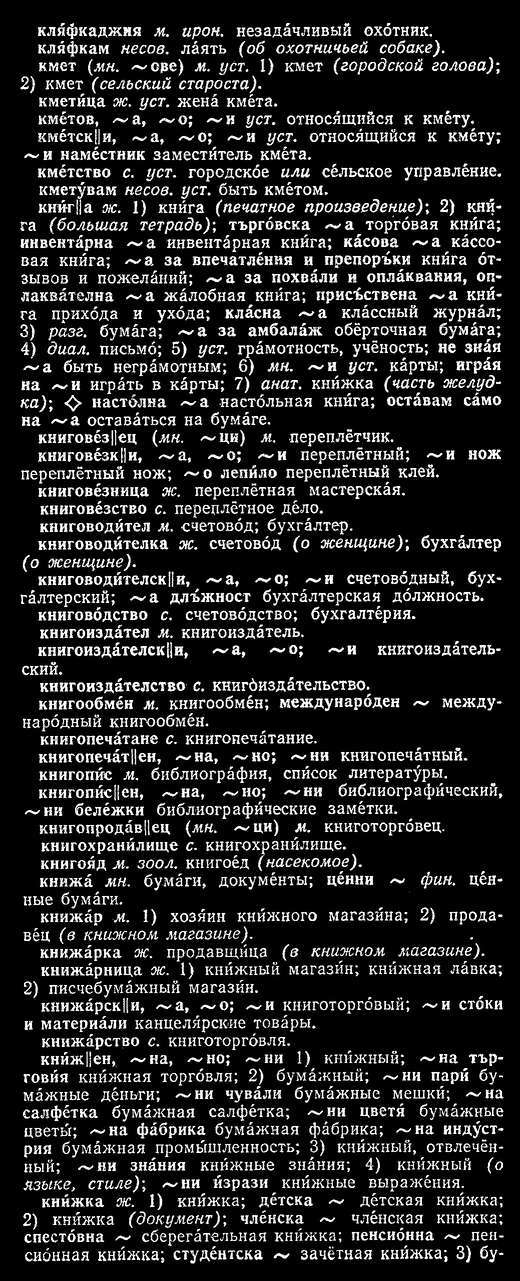 кля́фкаджия м. ирон. незада́чливый охо́тник.
кля́фкам несов. ла́ять (об охотничьей собаке).
кмет (мн. ~ове) м. уст. 1) кмет (городской голова);
2) кмет (сельский староста).
кмети́ца ж. уст. жена́ кме́та.
кме́тов, ~а, ~о; ~и уст. относя́щийся к кме́ту.
кме́тск||и, ~а, ~о; ~и уст. относя́щийся к кме́ту;
~и наме́стник замести́тель кме́та.
кме́тство с. уст. городско́е или се́льское управле́ние.
кмету́вам несов. уст. быть кме́том.
кни́г||а ж. 1) кни́га (печатное произведение); 2) кни́-
га (большая тетрадь); търго́вска ~а торго́вая кни́га;
инвента́рна ~а инвента́рная кни́га; ка́сова ~а ка́ссо-
вая кни́га; ~а за впечатле́ния и препоръ́ки кни́га о́т-
зывов и пожела́ний; ~а за похва́ли и опла́квания, оп-
лаква́телна ~а жа́лобная кни́га; присъ́ствена ~а кни́-
га прихо́да и ухо́да; кла́сна ~а кла́ссный журна́л;
3) разг. бума́га; ~а за амбала́ж обёрточная бума́га;
4) диал. письмо́; 5) уст. гра́мотность, учёность; не зна́я
~а быть негра́мотным; 6) мн. ~и уст. ка́рты; игра́я
на ~и игра́ть в ка́рты; 7) анат. кни́жка (часть желуд-
ка); ◇ насто́лна ~а насто́льная кни́га; оста́вам са́мо
на ~а остава́ться на бума́ге.
книгове́з||ец (мн. ~ци) м. переплётчик.
книгове́зк||и, ~а, ~о; ~и переплётный; ~и нож
переплётный нож; ~о лепи́ло переплётный клей.
книгове́зница ж. переплётная мастерска́я.
книгове́зство с. переплётное де́ло.
книгово́дител м. счетово́д; бухга́лтер.
книгово́дителка ж. счетово́д (о женщине); бухга́лтер
(о женщине).
книгово́дителск||и, ~а, ~о; ~и счетово́дный, бух-
га́лтерский; ~а длъ́жност бухга́лтерская до́лжность.
книгово́дство с. счетово́дство; бухгалте́рия.
книгоизда́тел м. книгоизда́тель.
книгоизда́телск||и, ~а, ~о; ~и книгоизда́тель-
ский.
книгоизда́телство с. книгоизда́тельство.
книгообме́н м. книгообме́н; междунаро́ден ~ между-
наро́дный книгообме́н.
книгопеча́тане с. книгопеча́тание.
книгопеча́т||ен, ~на, ~но; ~ни книгопеча́тный.
книгопи́с м. библиогра́фия, спи́сок литерату́ры.
книгопи́с||ен, ~на, ~но; ~ни библиографи́ческий,
~ни беле́жки библиографи́ческие заме́тки.
книгопрода́в||ец (мн. ~ци) м. книготорго́вец.
книгохрани́лище с. книгохрани́лище.
книгоя́д м. зоол. книгое́д (насекомое).
книжа́ мн. бума́ги, докуме́нты; це́нни ~ фин. це́н-
ные бума́ги.
книжа́р м. 1) хозя́ин кни́жного магази́на; 2) прода-
ве́ц (в книжном магазине).
книжа́рка ж. продавщи́ца (в книжном магазине).
книжа́рница ж. 1) кни́жный магази́н; кни́жная ла́вка;
2) писчебума́жный магази́н.
книжа́рск||и, ~а, ~о; ~и книготорго́вый; ~и сто́ки
и материа́ли канцеля́рские това́ры.
книжа́рство с. книготорго́вля.
кни́ж||ен, ~на, ~но; ~ни 1) кни́жный; ~на тър-
гови́я кни́жная торго́вля; 2) бума́жный; ~ни пари́ бу-
ма́жные де́ньги; ~ни чува́ли бума́жные мешки́; ~на
салфе́тка бума́жная салфе́тка; ~ни цветя́ бума́жные
цветы́; ~на фа́брика бума́жная фа́брика; ~на инду́ст-
рия бума́жная промы́шленность; 3) кни́жный, отвлечён-
ный; ~ни зна́ния кни́жные зна́ния; 4) кни́жный (о
языке, стиле); ~ни и́зрази кни́жные выраже́ния.
кни́жка ж. 1) кни́жка; де́тска ~ де́тская кни́жка;
2) кни́жка (документ); чле́нска ~ чле́нская кни́жка;
спесто́вна ~ сберега́тельная кни́жка; пенсио́нна ~ пен-
сио́нная кни́жка; студе́нтска ~ зачётная кни́жка; 3) бу-